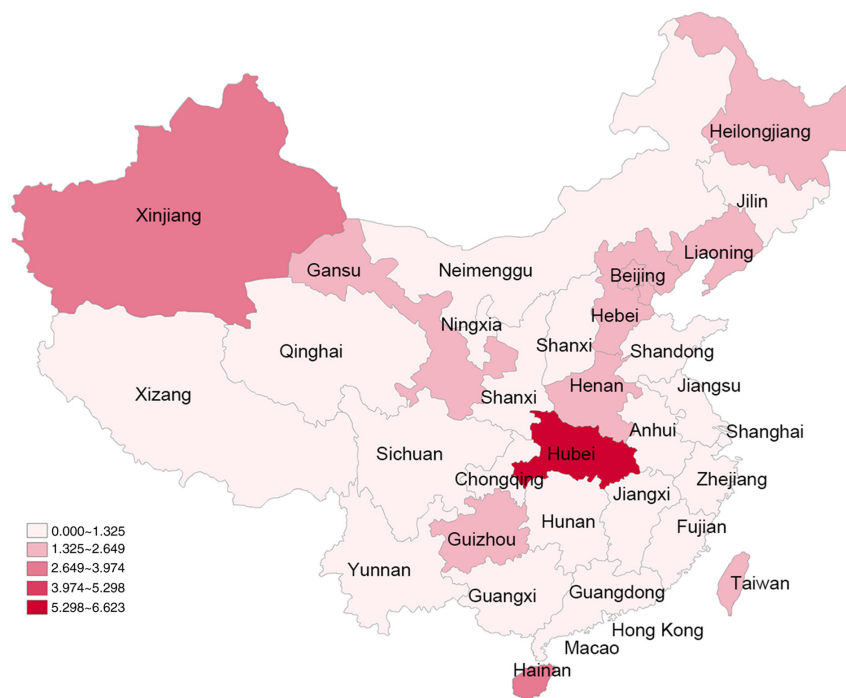 Heilongjiang
Jilin
Xinjiang
Liaoning
Gansu
Neimenggu
Beijing
Hebei
Ningxia
Shanxi
Qinghai
Shandong
Xizang
Shanxi
Henan
Jiangsu
Anhui
Shanghai
Sichuan
Hubei
Chongqing
Zhejiang
Jiangxi
Hunan
Fujian
Guizhou
Yunnan
Guangxi
Guangdong
Taiwan
Hong Kong
Macao
Hainan
0.000~1.325
1.325~2.649
2.649~3.974
3.974~5.298
5.298~6.623